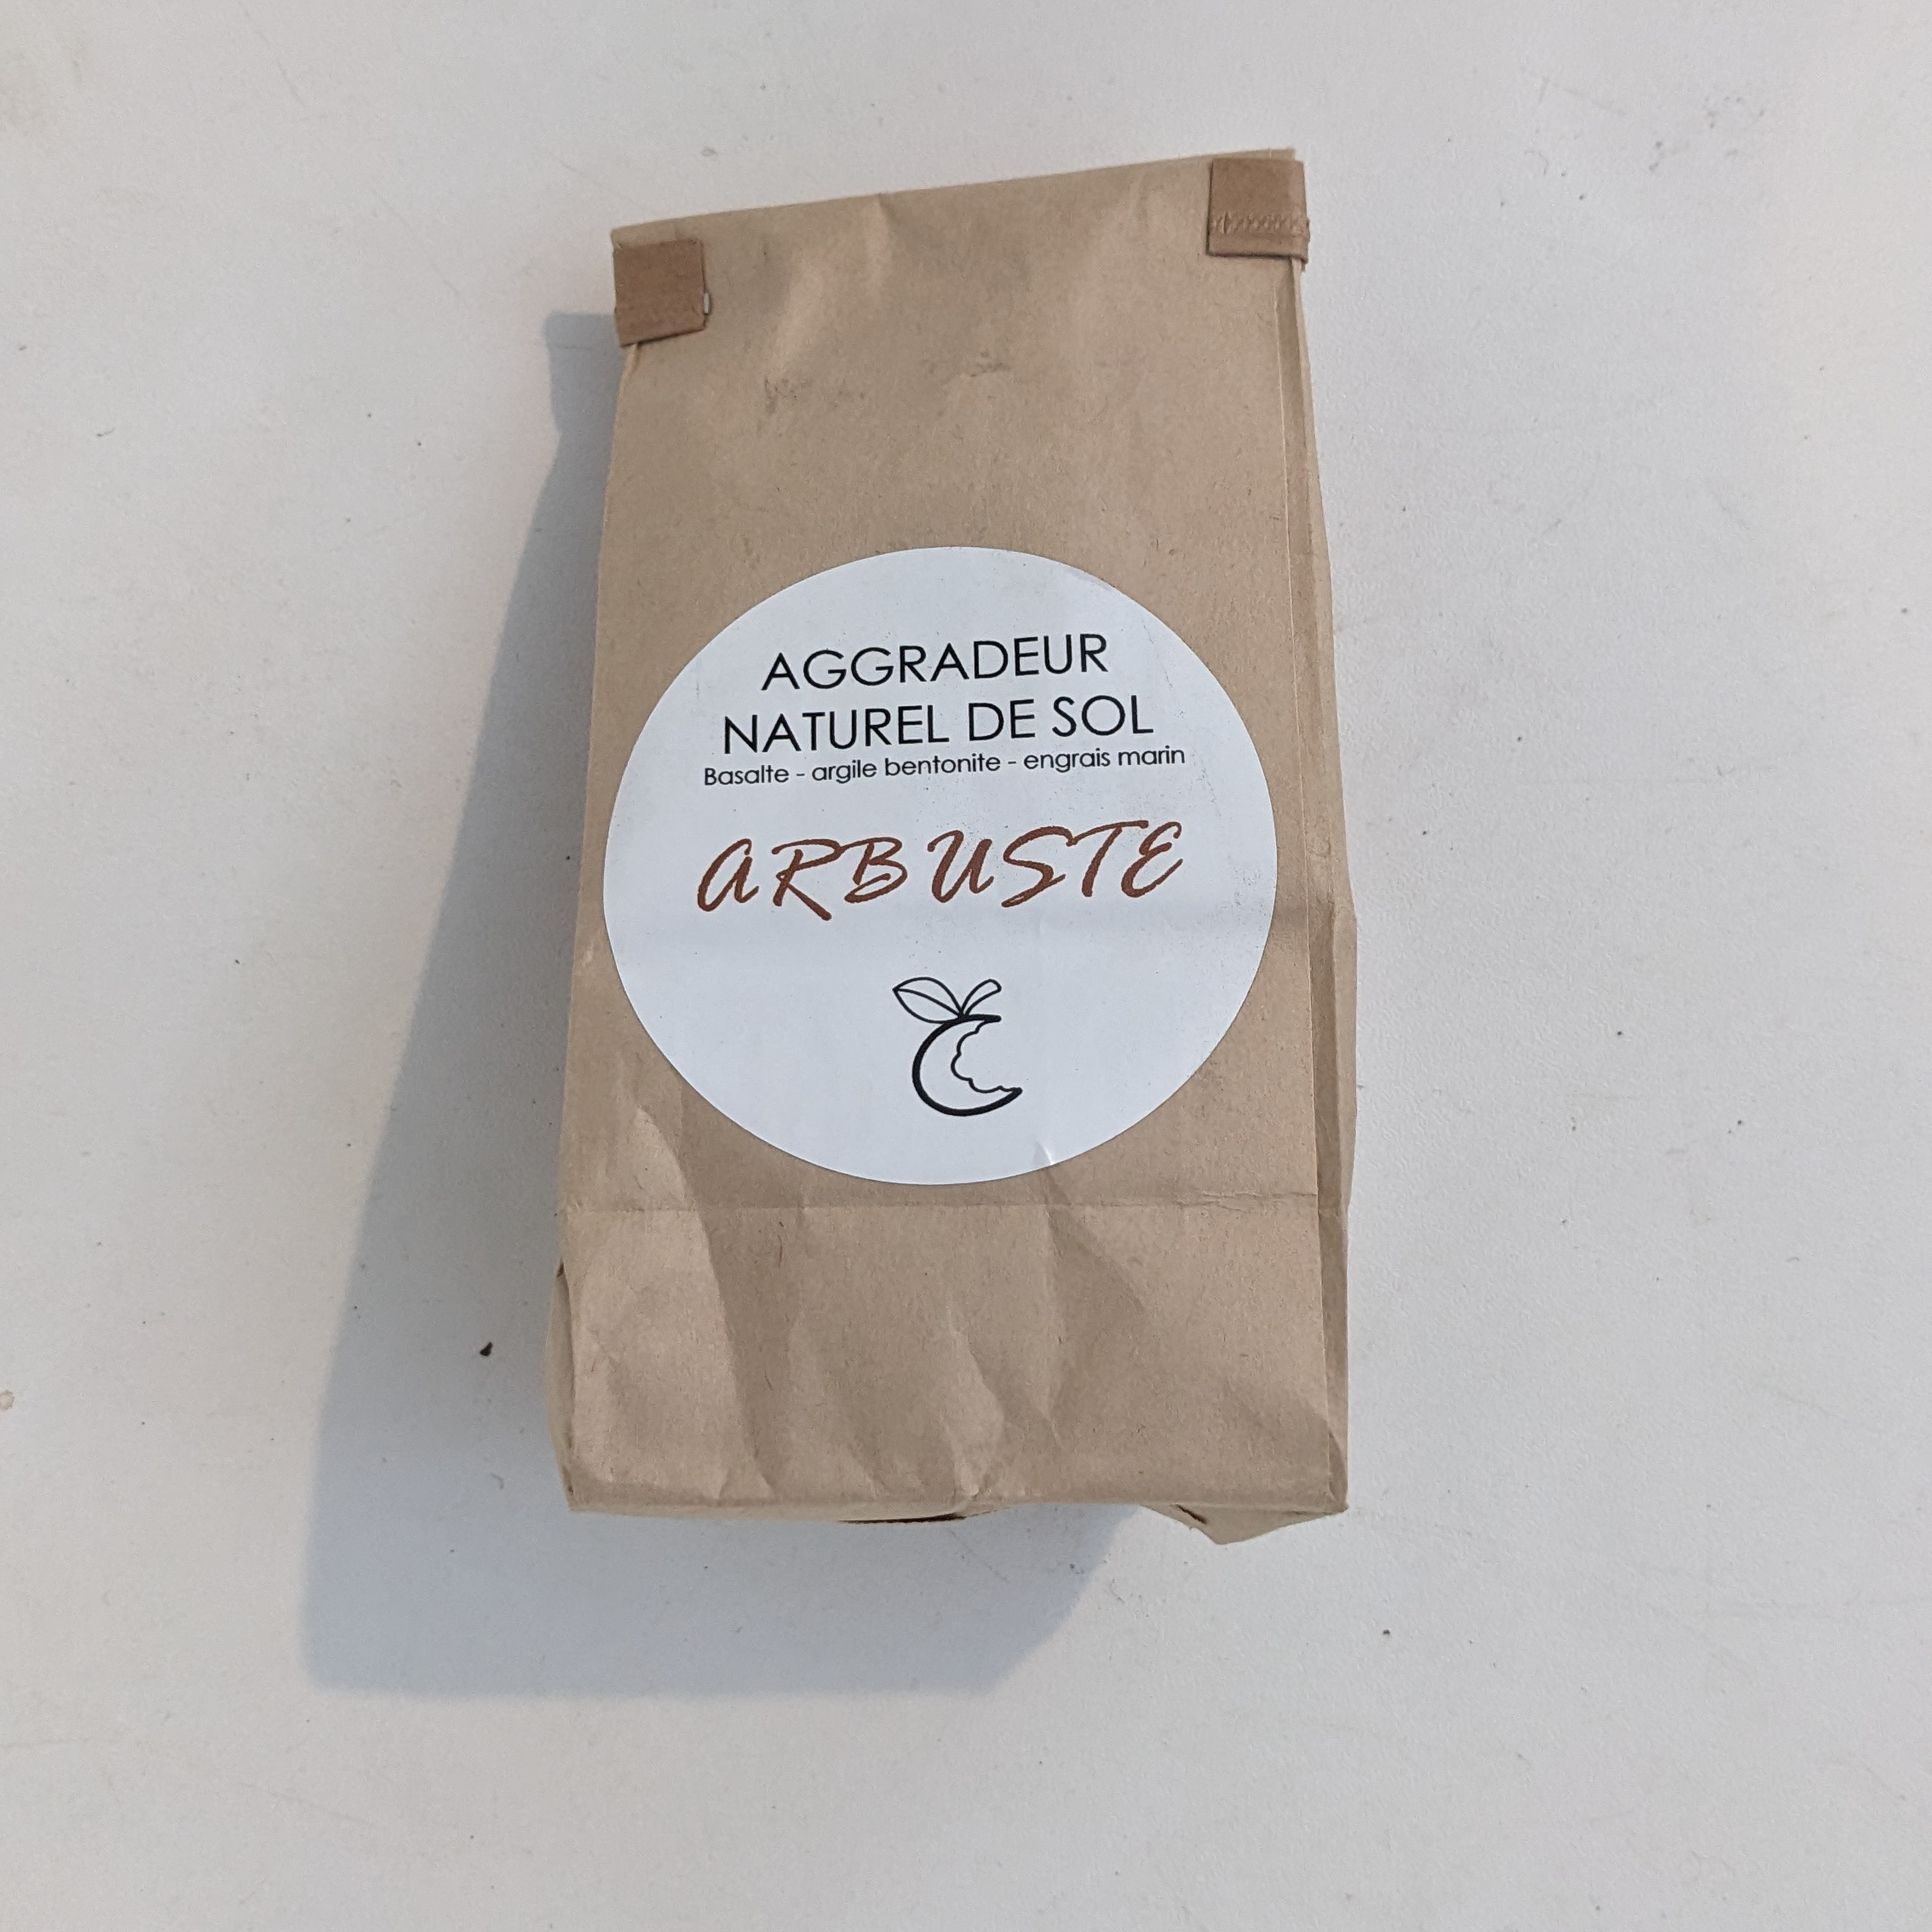 AGGRADEUR
NATUREL DE SOL
Basalte - argile bentonite - engrais marin
ARBUSTE